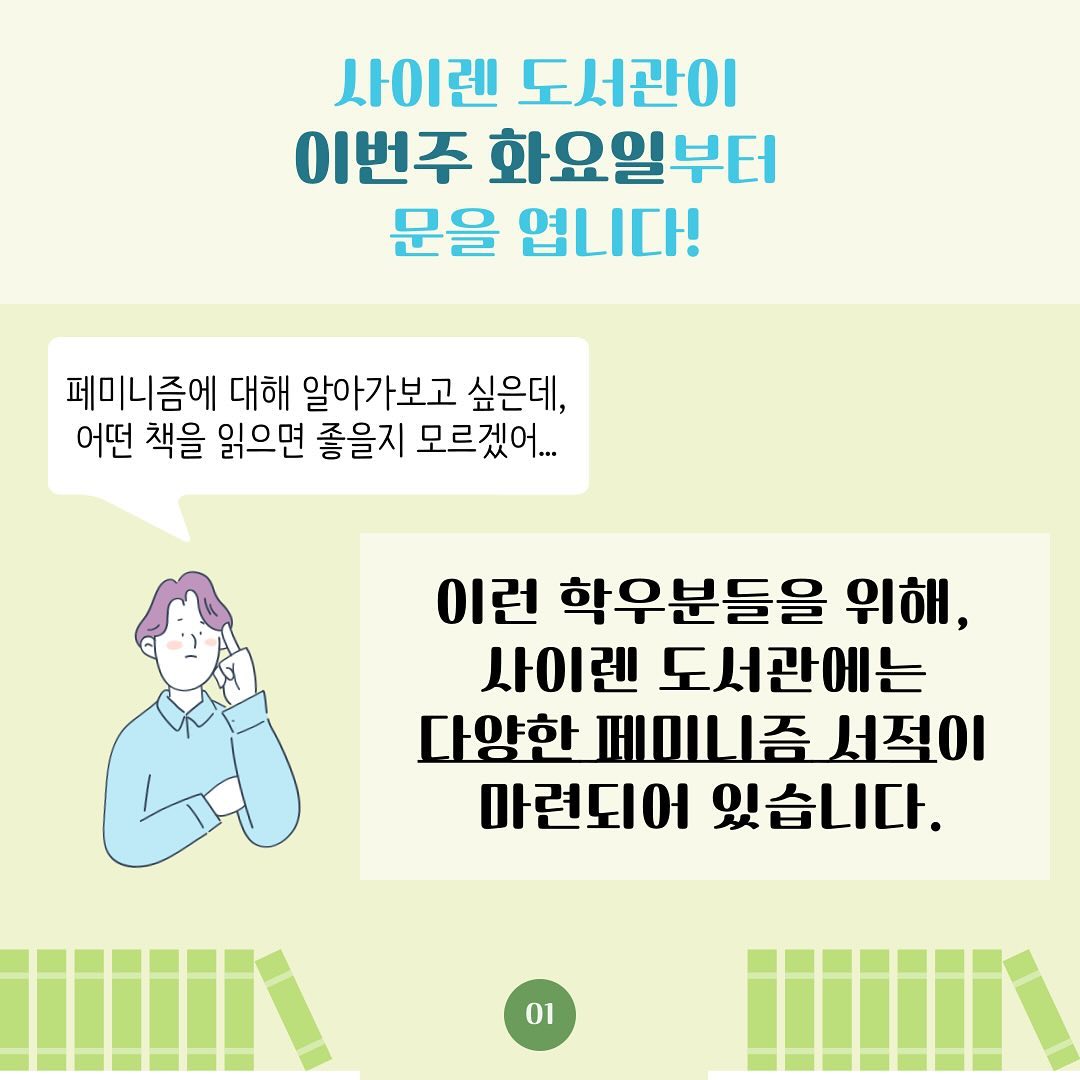 사이렌 도서관이
이번주 화요일부터
문을 엽니다!
페미니즘에 대해 알아가보고 싶은데,
어떤 책을 읽으면 좋을지 모르겠어...
이런 학우분들을 위해,
사이렌 도서관에는
다양한 페미니즘 서적이
마련되어 있습니다.
01